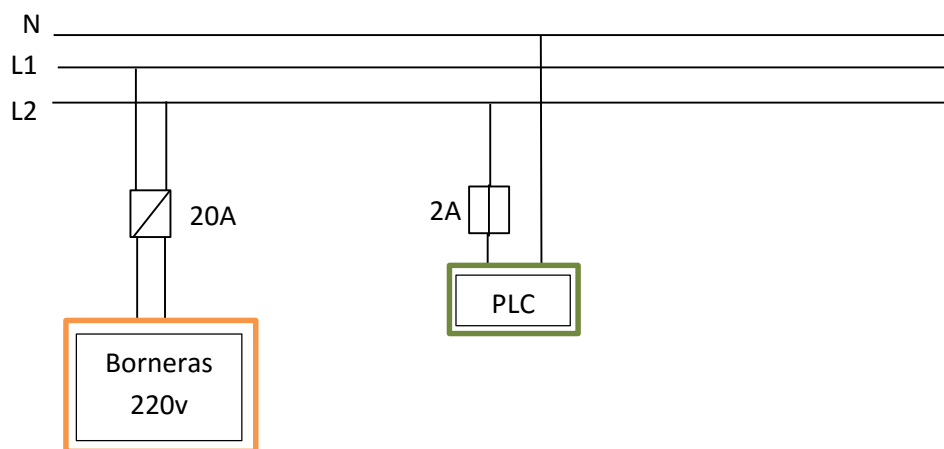 N
L1
L2
20A
2A
PLC
Borneras
220v